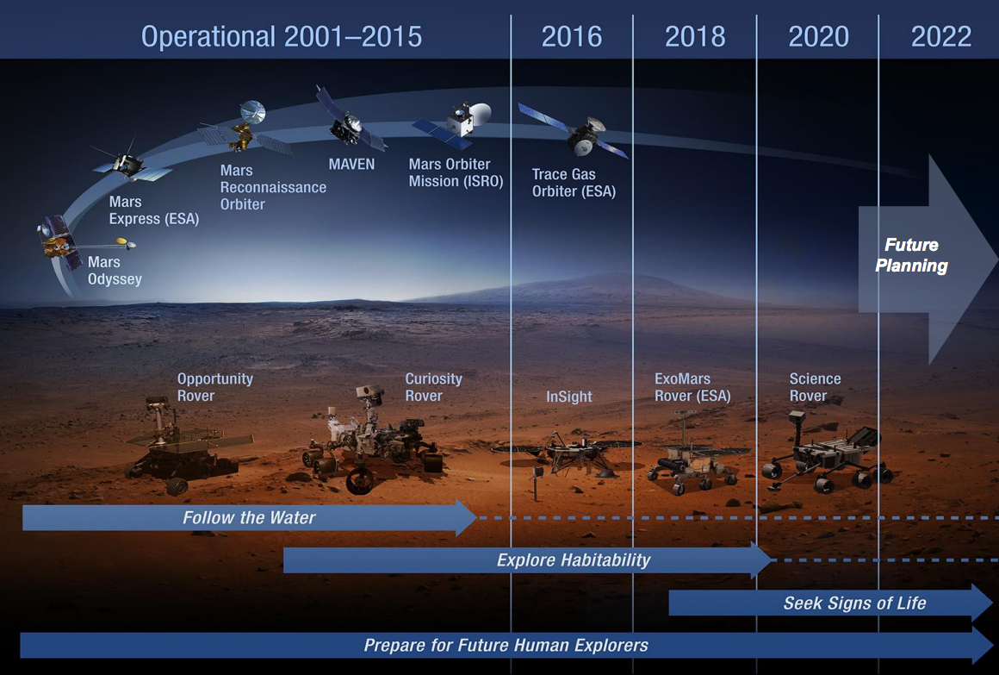 Operational 2001–2015
2016
2018
2020
2022
Mars
Odyssey
Mars
Express (ESA)
Mars
Reconnaissance
Orbiter
MAVEN
Mars Orbiter
Mission (ISRO)
Trace Gas
Orbiter (ESA)
Future
Planning
Opportunity
Rover
Curiosity
Rover
InSight
ExoMars
Rover (ESA)
Science
Rover
Follow the Water
Explore Habitability
Seek Signs of Life
Prepare for Future Human Explorers